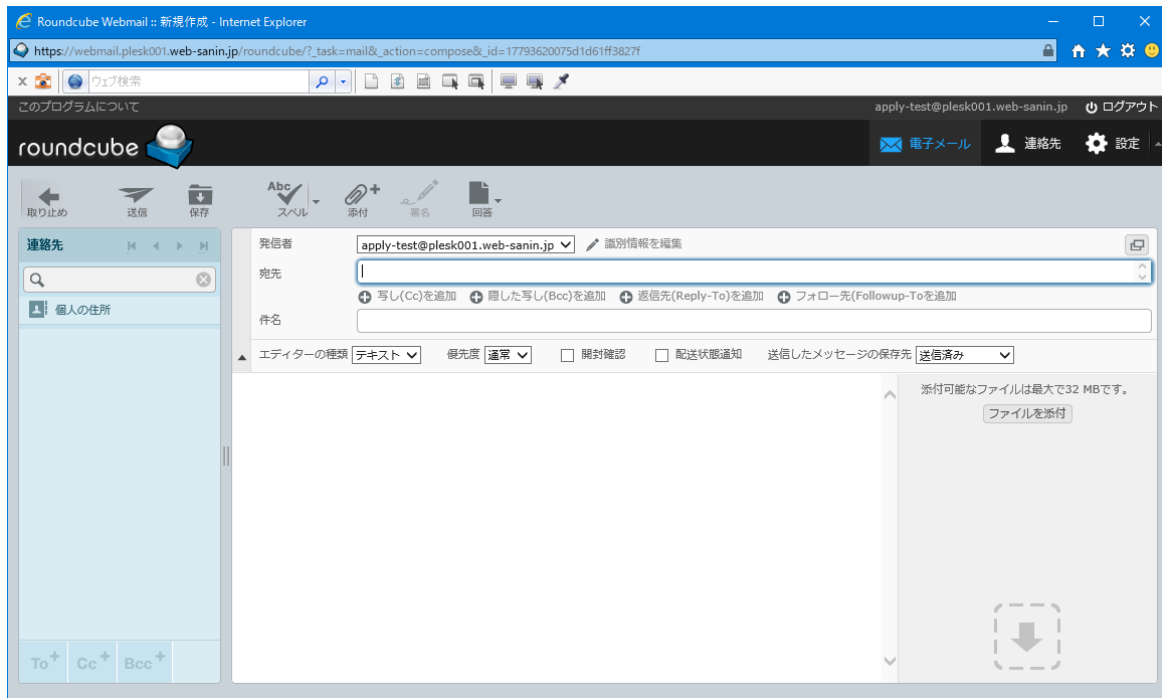 Roundcube Webmail :: 新規作成 - Internet Explorer
https://webmail.plesk001.web-sanin.jp/roundcube/?_task=mail&_action=compose&_id=17793620075d1d61ff3827f
x ウェブ検索
このプログラムについて apply-test@plesk001.web-sanin.jp ログアウト
roundcube 電子メール 連絡先 設定
取り止め 送信 保存 Abc スペル 添付 署名 回答
連絡先
個人の住所
To+ Cc+ Bcc+
発信者 apply-test@plesk001.web-sanin.jp 識別情報を編集
宛先
写し(Cc)を追加 隠した写し(Bcc)を追加 返信先(Reply-To)を追加 フォロー先(Followup-Toを追加
件名
エディターの種類 テキスト 優先度 通常 開封確認 配送状態通知 送信したメッセージの保存先 送信済み
添付可能なファイルは最大で32 MBです。
ファイルを添付